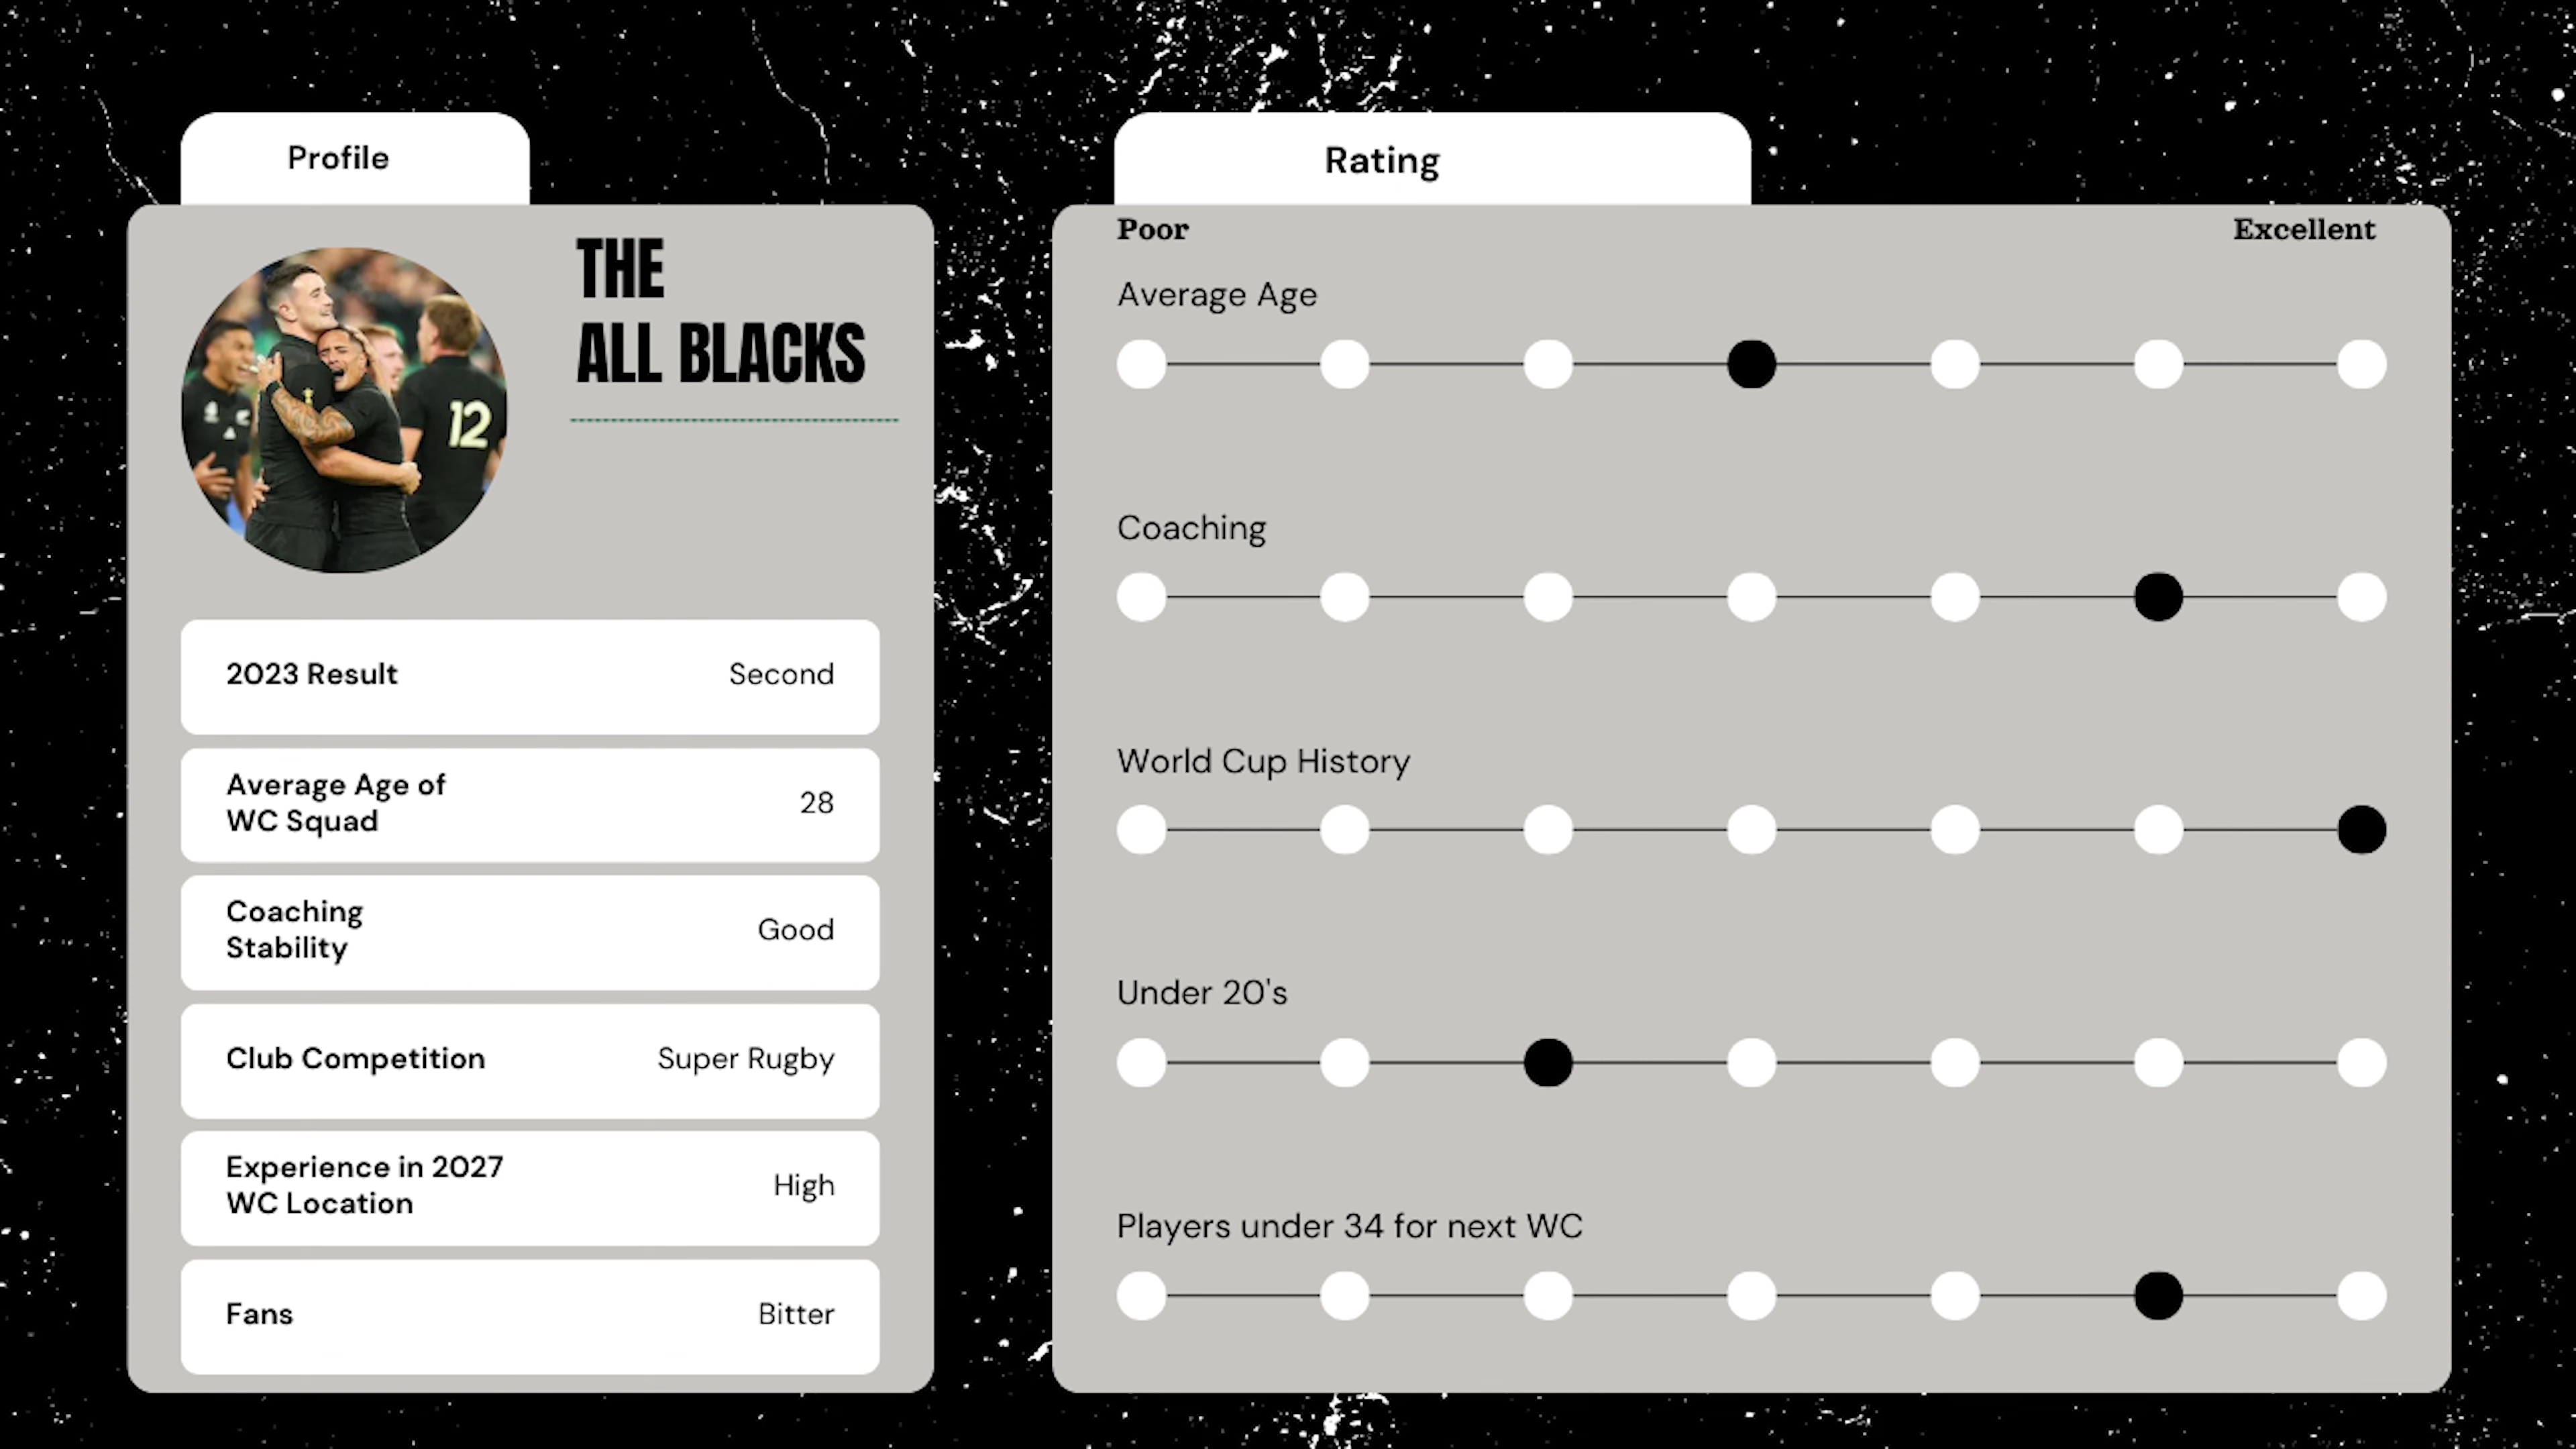 Profile
THE
ALL BLACKS
12
2023 Result
Second
Average Age of
WC Squad
28
Coaching
Stability
Good
Club Competition
Super Rugby
Experience in 2027
WC Location
High
Fans
Bitter
Rating
Poor
Excellent
Average Age
Coaching
World Cup History
Under 20's
Players under 34 for next WC